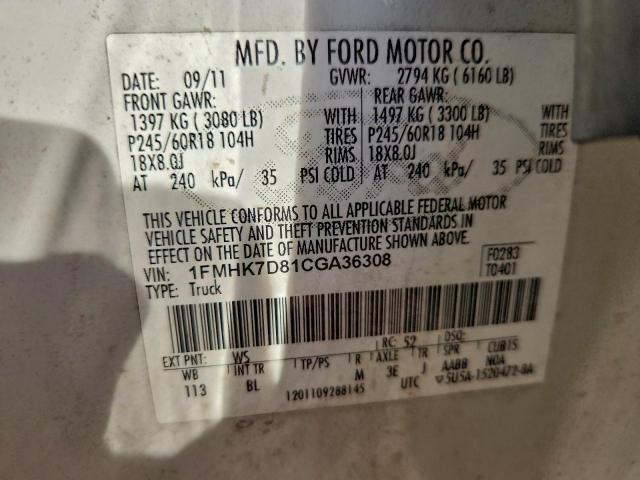 MFD. BY FORD MOTOR CO.
DATE: 09/11 GVWR: 2794 KG ( 6160 LB)
FRONT GAWR: REAR GAWR:
1397 KG ( 3080 LB) WITH 1497 KG ( 3300 LB) WITH
P245/60R18 104H TIRES P245/60R18 104H TIRES
18X8.0J RIMS 18X8.0J RIMS
AT 240 kPa/ 35 PSI COLD AT 240 kPa/ 35 PSI COLD
THIS VEHICLE CONFORMS TO ALL APPLICABLE FEDERAL MOTOR
VEHICLE SAFETY AND THEFT PREVENTION STANDARDS IN
EFFECT ON THE DATE OF MANUFACTURE SHOWN ABOVE.
VIN: 1FMHK7D81CGA36308 F0283
TYPE: Truck T0401
EXT PNT: WS RC: 52 DSO:
WB INT TR TP/PS R AXLE TR SPR CUB15
113 BL M 3E J AABB NOA
1201109288145 UTC ▽5U5A-1520472-BA